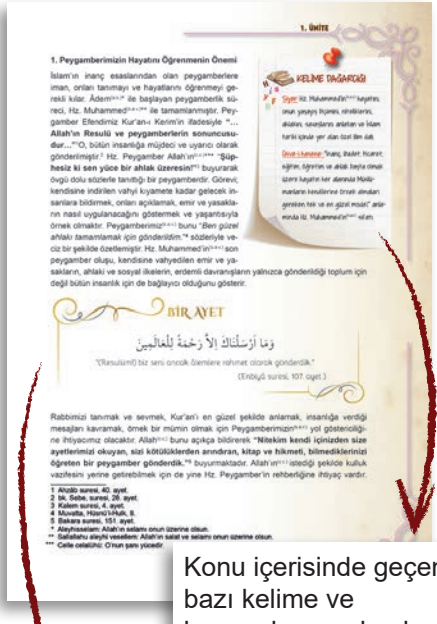 1. ÜNİTE
1. Peygamberimizin Hayatını Öğrenmenin Önemi
İslam'ın inanç esaslarından olan peygamberlere
iman, onları tanımayı ve hayatlarını öğrenmeyi ge-
rekli kılar. Âdem(a.s.)* ile başlayan peygamberlik sü-
reci, Hz. Muhammed(s.a.v.)** ile tamamlanmıştır. Pey-
gamber Efendimiz Kur'an-ı Kerim'in ifadesiyle "...
Allah'ın Resulü ve peygamberlerin sonuncusu-
dur..."1 O, bütün insanlığa müjdeci ve uyarıcı olarak
gönderilmiştir.2 Hz. Peygamber Allah'ın(c.c.)*** "Şüp-
hesiz ki sen yüce bir ahlak üzeresin!"3 buyurarak
övgü dolu sözlerle tanıttığı bir peygamberdir. Görevi;
kendisine indirilen vahyi kıyamete kadar gelecek in-
sanlara bildirmek, onları açıklamak, emir ve yasakla-
rın nasıl uygulanacağını göstermek ve yaşantısıyla
örnek olmaktır. Peygamberimiz(s.a.v.) bunu "Ben güzel
ahlakı tamamlamak için gönderildim."4 sözleriyle ve-
ciz bir şekilde özetlemiştir. Hz. Muhammed'in(s.a.v.) son
peygamber oluşu, kendisine vahyedilen emir ve ya-
sakların, ahlaki ve sosyal ilkelerin, erdemli davranışların yalnızca gönderildiği toplum için
değil bütün insanlık için de bağlayıcı olduğunu gösterir.
KELİME DAĞARCIĞI
Siyer: Hz. Muhammed'in(s.a.v.) hayatını,
onun yaşayış biçimini, niteliklerini,
ahlakını, savaşlarını anlatan ve İslam
tarihi içinde yer alan özel ilim dalı.
Üsve-i hasene: "İnanç, ibadet, ticaret,
eğitim, öğretim ve ahlak başta olmak
üzere hayatın her alanında Müslü-
manların kendilerine örnek almaları
gereken tek ve en güzel model" anla-
mında Hz. Muhammed'in(s.a.v.) sıfatı.
BİR AYET
وَمَا أَرْسَلْنَاكَ إِلاَّ رَحْمَةً لِلْعَالَمِينَ
"(Resulüm!) biz seni ancak âlemlere rahmet olarak gönderdik."
(Enbiyâ suresi, 107. ayet.)
Rabbimizi tanımak ve sevmek, Kur'an'ı en güzel şekilde anlamak, insanlığa verdiği
mesajları kavramak, örnek bir mümin olmak için Peygamberimizin(s.a.v.) yol göstericiliği-
ne ihtiyacımız olacaktır. Allah(c.c.) bunu açıkça bildirerek "Nitekim kendi içinizden size
ayetlerimizi okuyan, sizi kötülüklerden arındıran, kitap ve hikmeti, bilmediklerinizi
öğreten bir peygamber gönderdik."5 buyurmaktadır. Allah'ın(c.c.) istediği şekilde kulluk
vazifesini yerine getirebilmek için de yine Hz. Peygamber'in rehberliğine ihtiyaç vardır.
1 Ahzâb suresi, 40. ayet.
2 bk. Sebe, suresi, 28. ayet.
3 Kalem suresi, 4. ayet.
4 Muvatta, Hüsnü'l-Hulk, 8.
5 Bakara suresi, 151. ayet.
* Aleyhisselam: Allah'ın selamı onun üzerine olsun.
** Sallallahu aleyhi vesellem: Allah'ın salat ve selamı onun üzerine olsun.
*** Celle celalühü: O'nun şanı yücedir.
Konu içerisinde geçen
bazı kelime ve